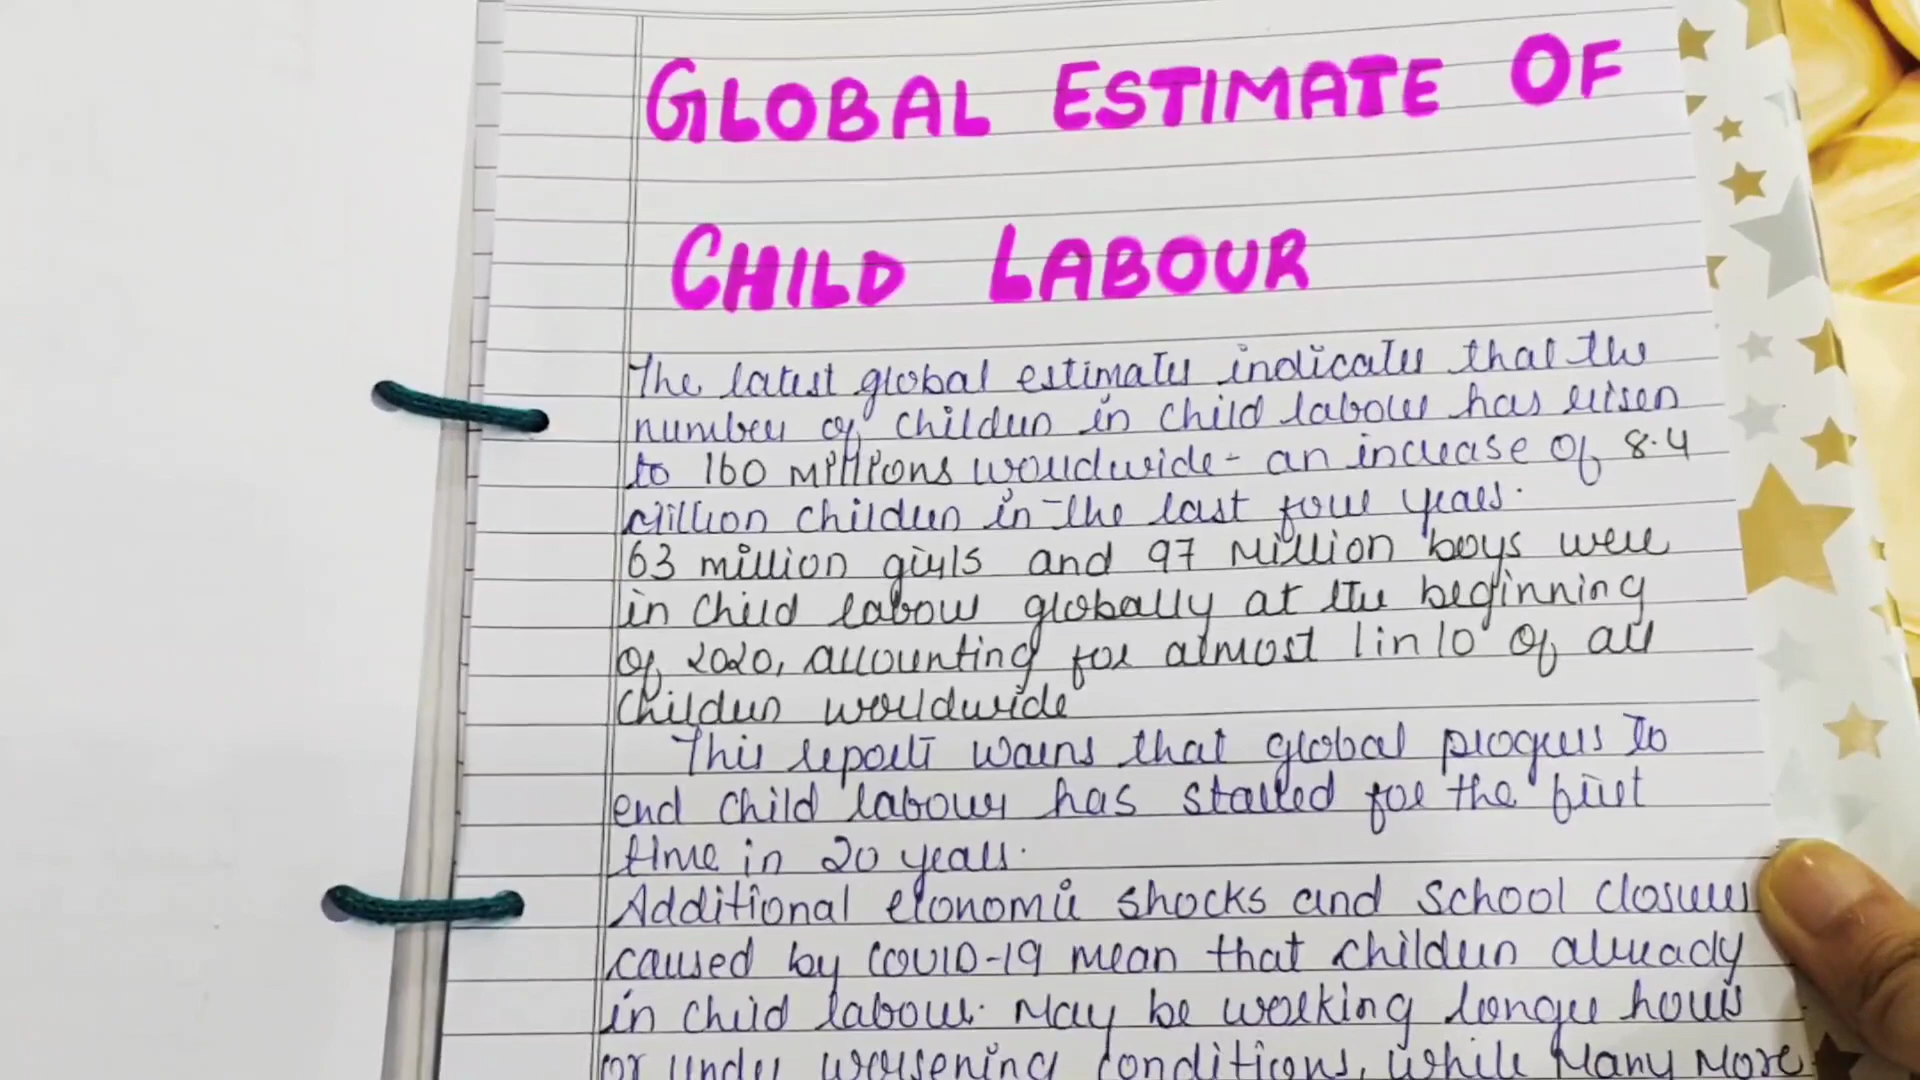 GLOBAL ESTIMATE OF
CHILD LABOUR
The latest global estimates indicates that the
number of children in child labour has risen
to 160 millions worldwide - an increase of 8.4
million children in the last four years.
63 million girls and 97 Million boys were
in child labour globally at the beginning
of 2020, accounting for almost 1 in 10 of all
children worldwide
This report warns that global progress to
end child labour has stalled for the first
time in 20 years.
Additional economic shocks and school closures
caused by COVID-19 mean that children already
in child labour. May be working longer hours
or under worsening conditions, while Many More